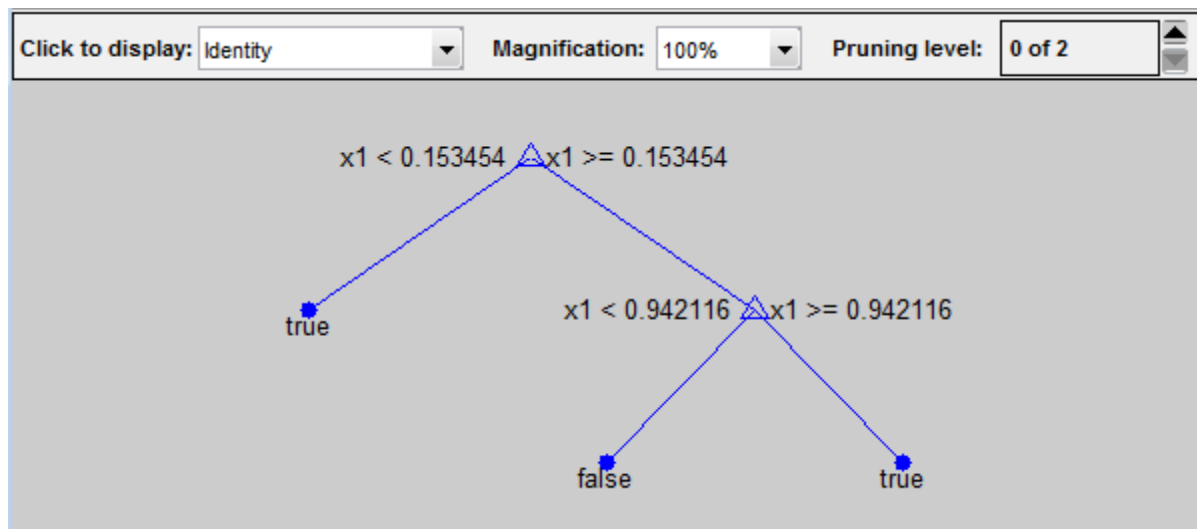 Click to display: Identity Magnification: 100% Pruning level: 0 of 2
x1 < 0.153454 x1 >= 0.153454
true
x1 < 0.942116 x1 >= 0.942116
false
true